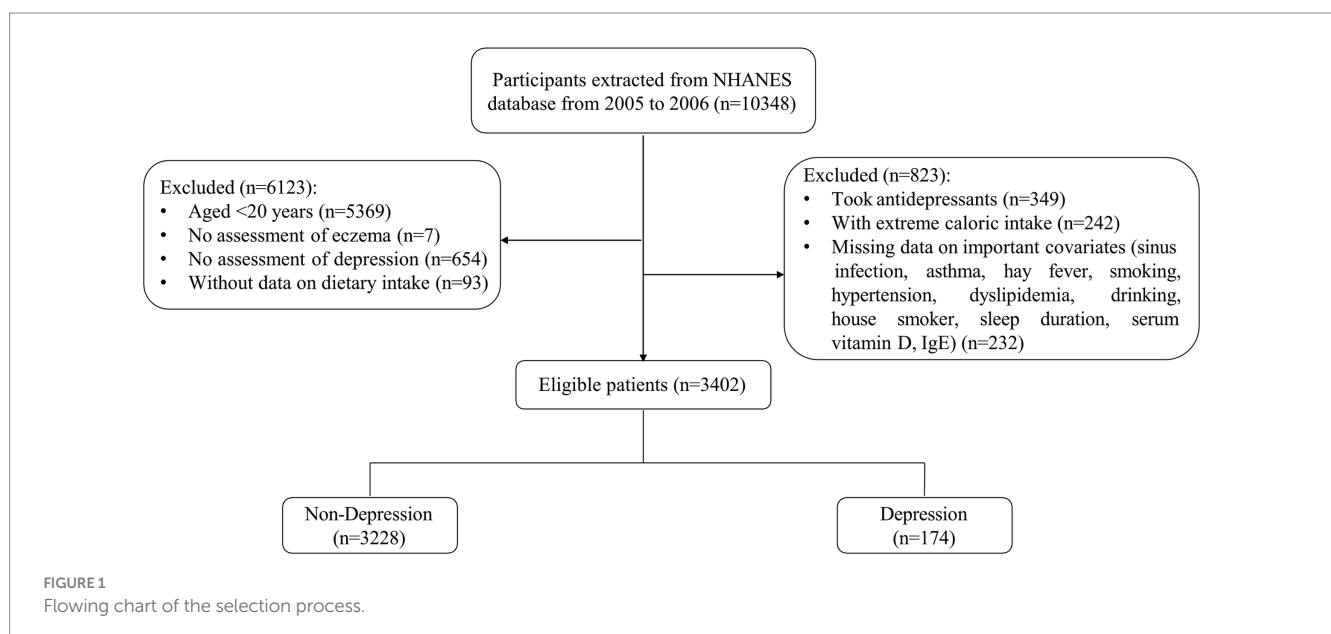 Participants extracted from NHANES
database from 2005 to 2006 (n=10348)
Excluded (n=6123):
• Aged <20 years (n=5369)
• No assessment of eczema (n=7)
• No assessment of depression (n=654)
• Without data on dietary intake (n=93)
Excluded (n=823):
• Took antidepressants (n=349)
• With extreme caloric intake (n=242)
• Missing data on important covariates (sinus
infection, asthma, hay fever, smoking,
hypertension, dyslipidemia, drinking,
house smoker, sleep duration, serum
vitamin D, IgE) (n=232)
Eligible patients (n=3402)
Non-Depression
(n=3228)
Depression
(n=174)
FIGURE 1
Flowing chart of the selection process.